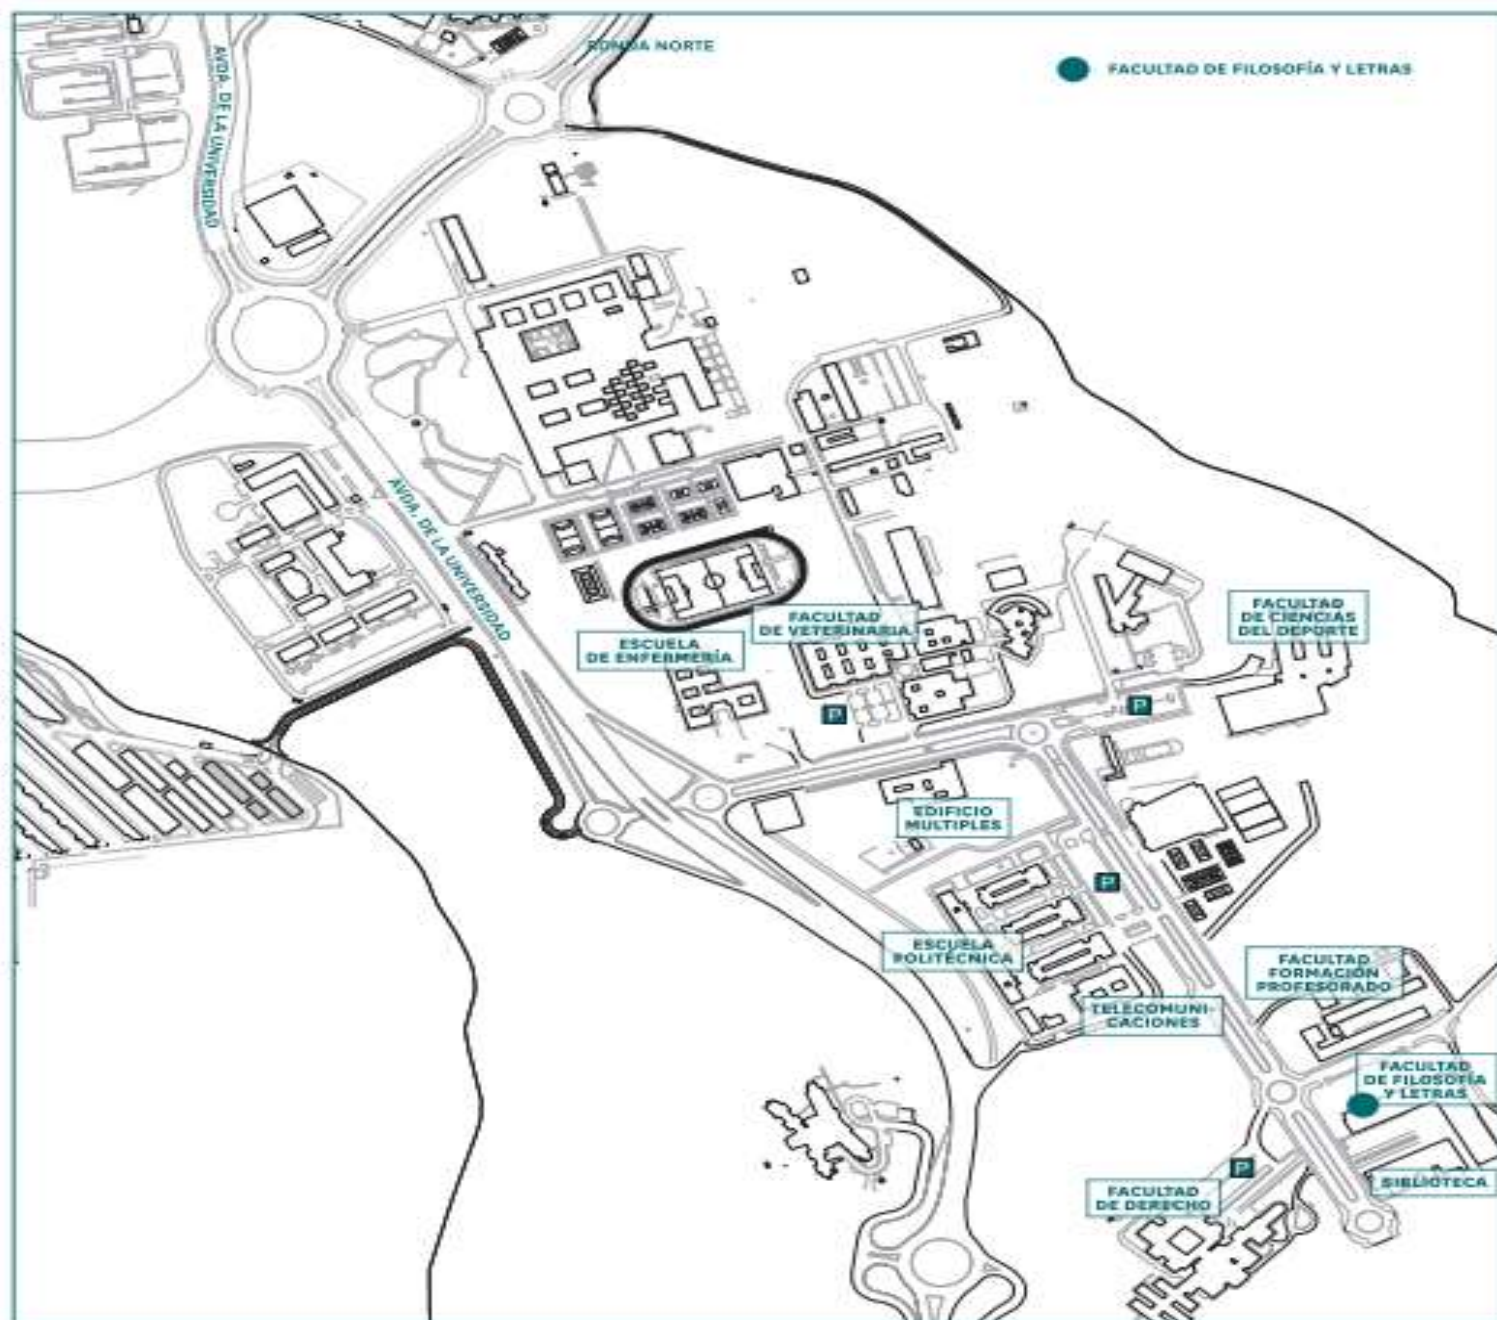 RONDA NORTE
FACULTAD DE FILOSOFÍA Y LETRAS
AVDA. DE LA UNIVERSIDAD
AVDA. DE LA UNIVERSIDAD
FACULTAD
DE CIENCIAS
DEL DEPORTE
FACULTAD
DE VETERINARIA
ESCUELA
DE ENFERMERÍA
P
P
EDIFICIO
MULTIPLES
P
ESCUELA
POLITÉCNICA
FACULTAD
FORMACIÓN
PROFESORADO
TELECOMUNI-
CACIONES
FACULTAD
DE FILOSOFÍA
Y LETRAS
P
BIBLIOTECA
FACULTAD
DE DERECHO